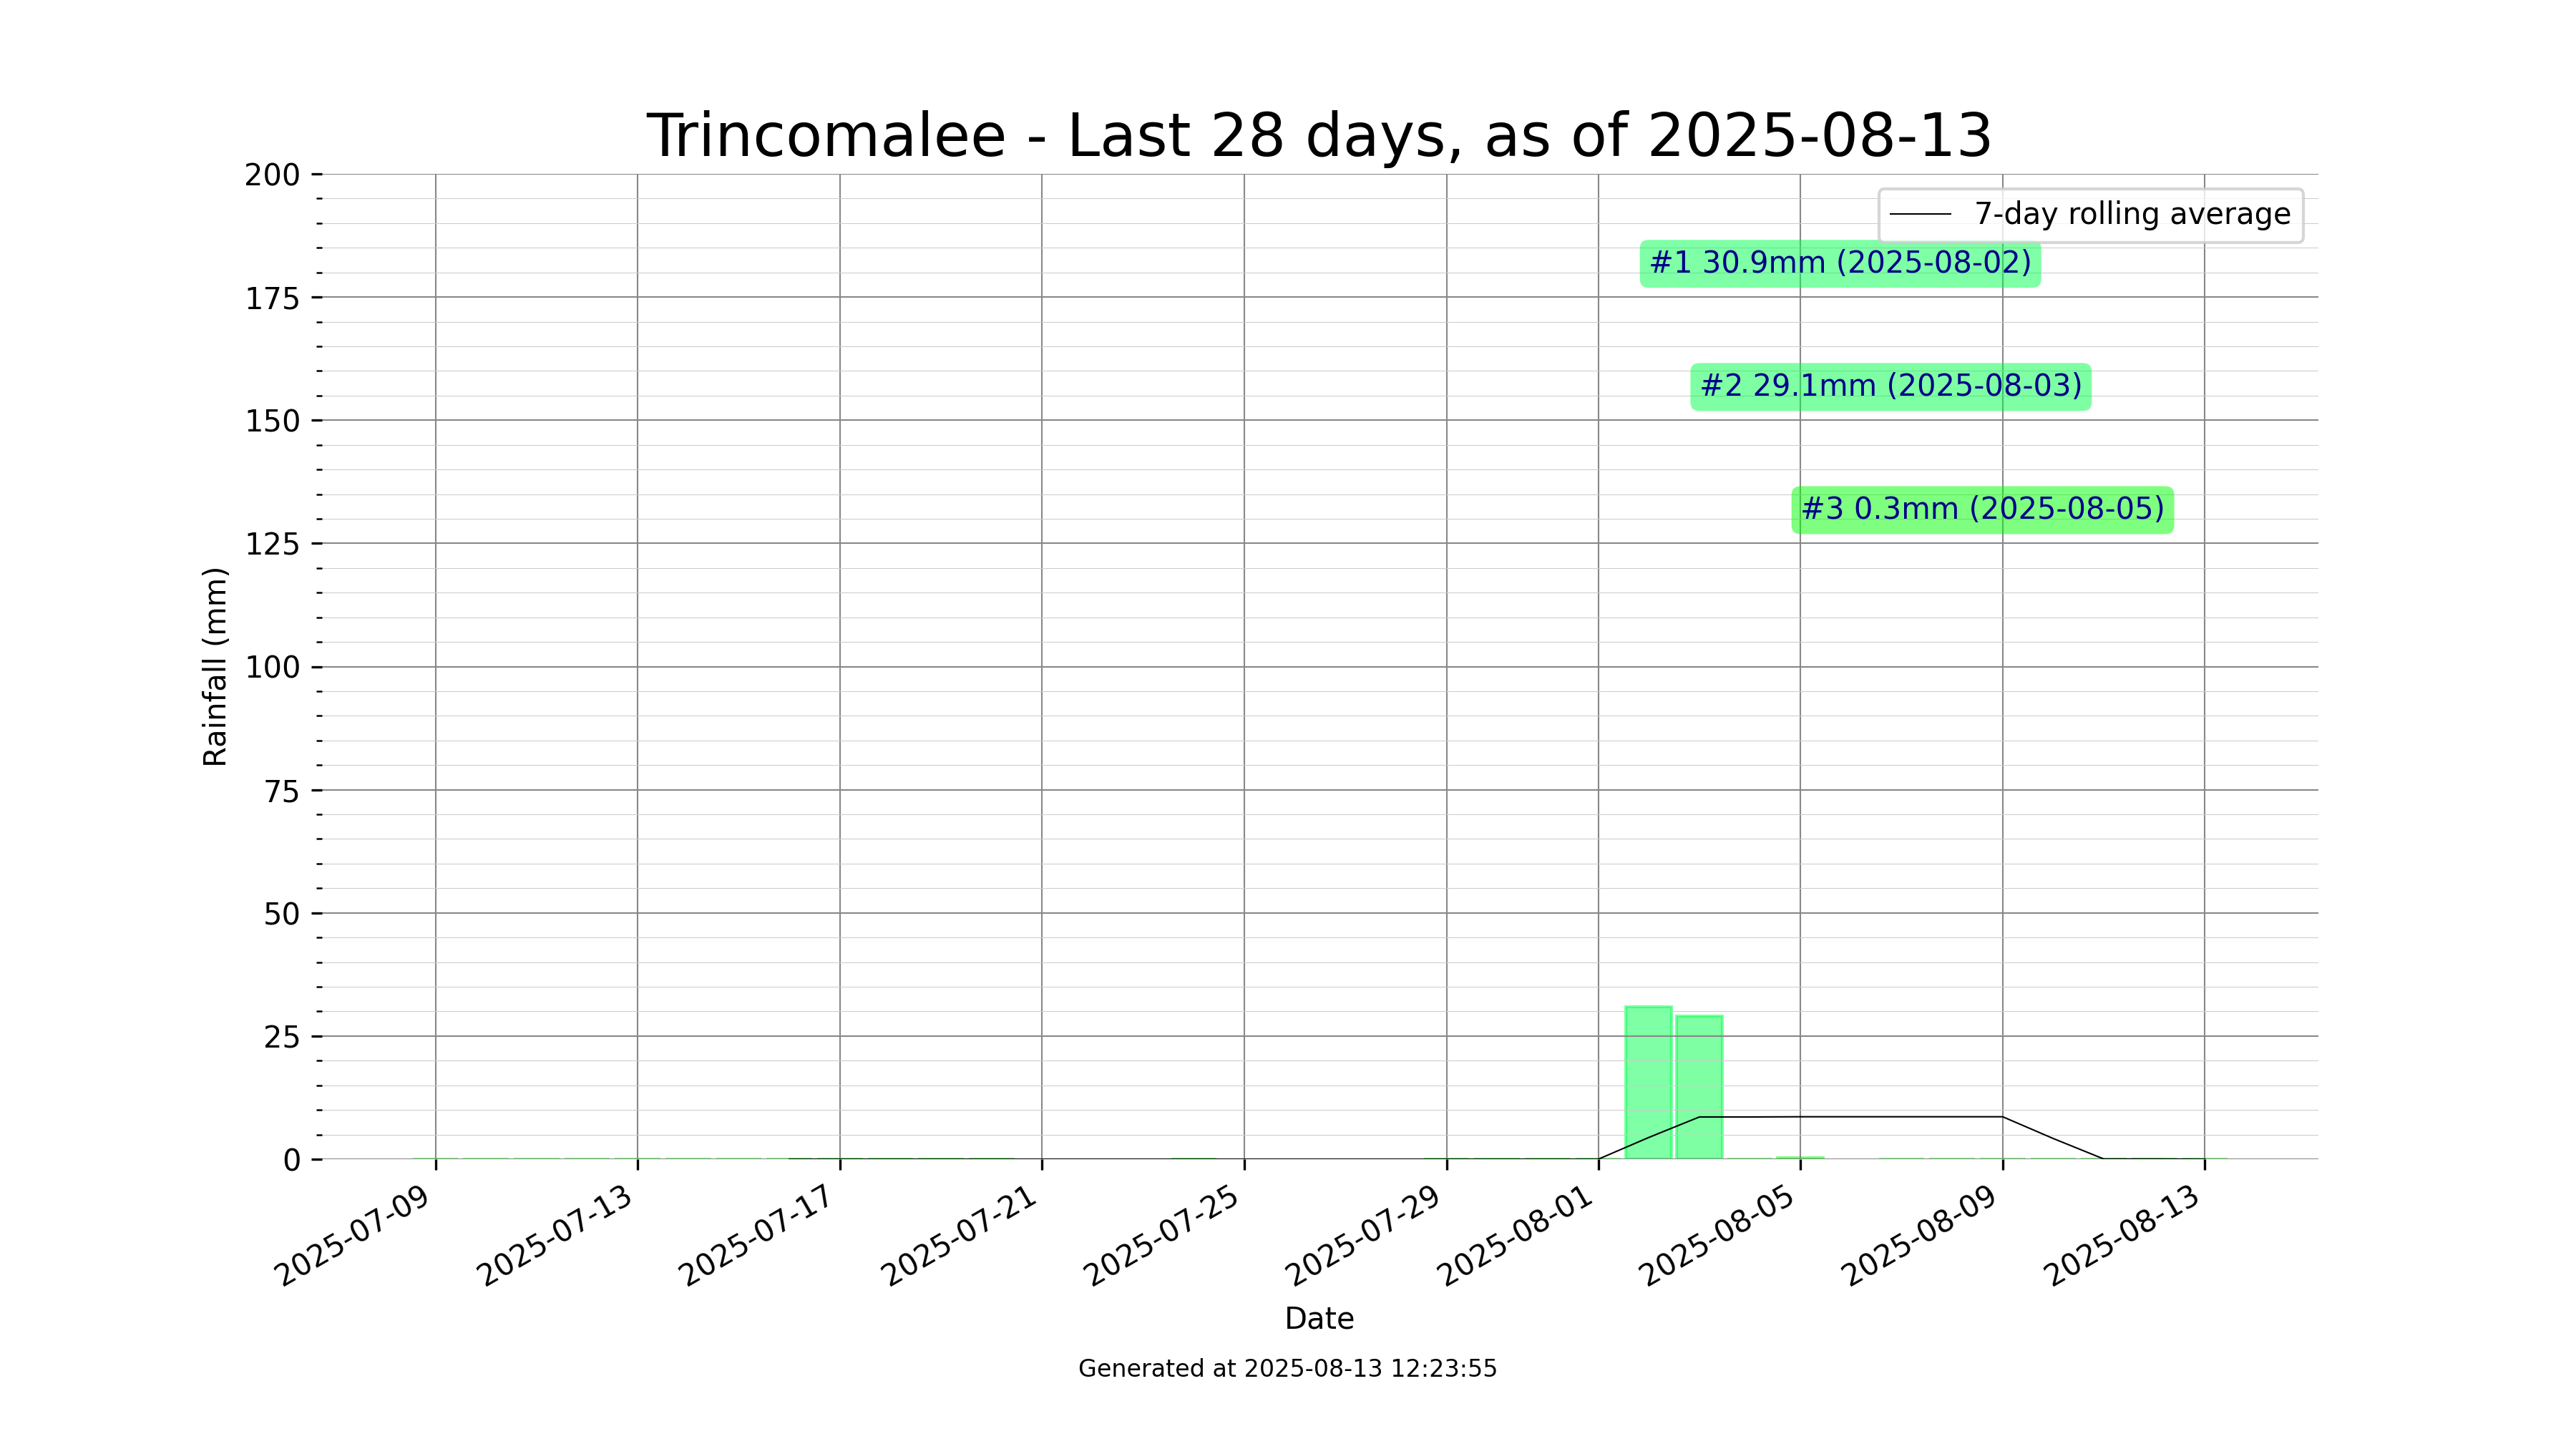 Trincomalee - Last 28 days, as of 2025-08-13
7-day rolling average
#1 30.9mm (2025-08-02)
#2 29.1mm (2025-08-03)
#3 0.3mm (2025-08-05)
Rainfall (mm)
200
175
150
125
100
75
50
25
0
2025-07-09
2025-07-13
2025-07-17
2025-07-21
2025-07-25
2025-07-29
2025-08-01
2025-08-05
2025-08-09
2025-08-13
Date
Generated at 2025-08-13 12:23:55